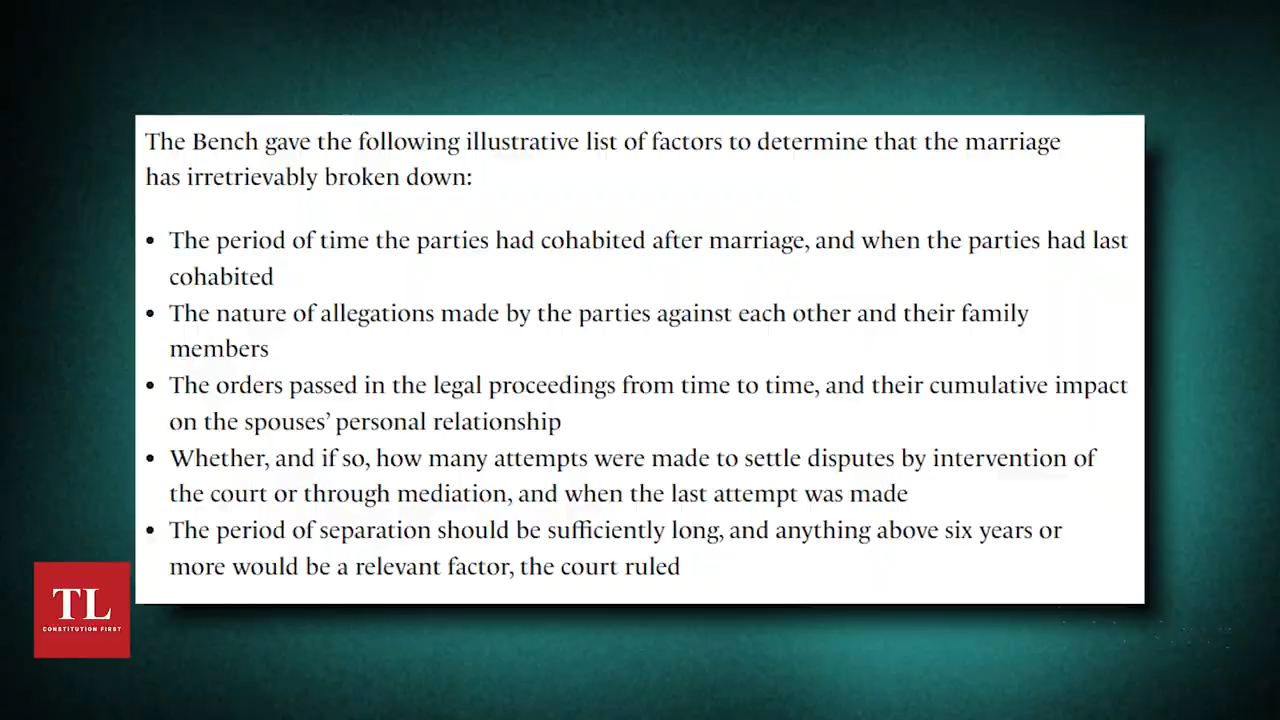 The Bench gave the following illustrative list of factors to determine that the marriage
has irretrievably broken down:
• The period of time the parties had cohabited after marriage, and when the parties had last
cohabited
• The nature of allegations made by the parties against each other and their family
members
• The orders passed in the legal proceedings from time to time, and their cumulative impact
on the spouses’ personal relationship
• Whether, and if so, how many attempts were made to settle disputes by intervention of
the court or through mediation, and when the last attempt was made
• The period of separation should be sufficiently long, and anything above six years or
more would be a relevant factor, the court ruled
TL
CONSTITUTION FIRST